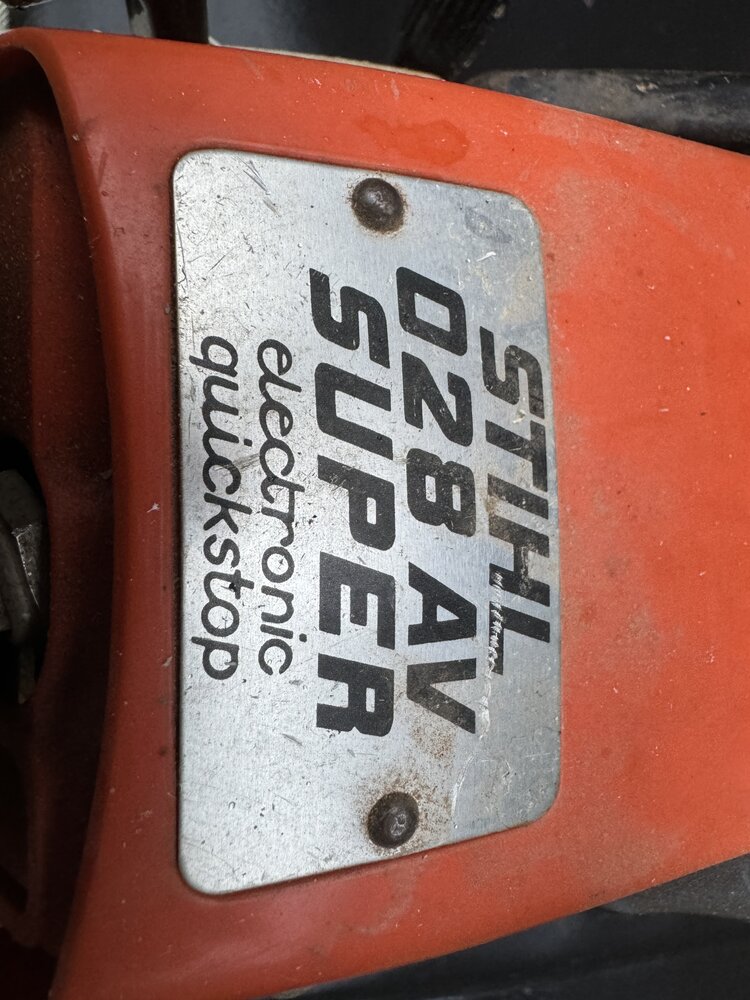 STIHL
028 AV
SUPER
electronic
quickstop